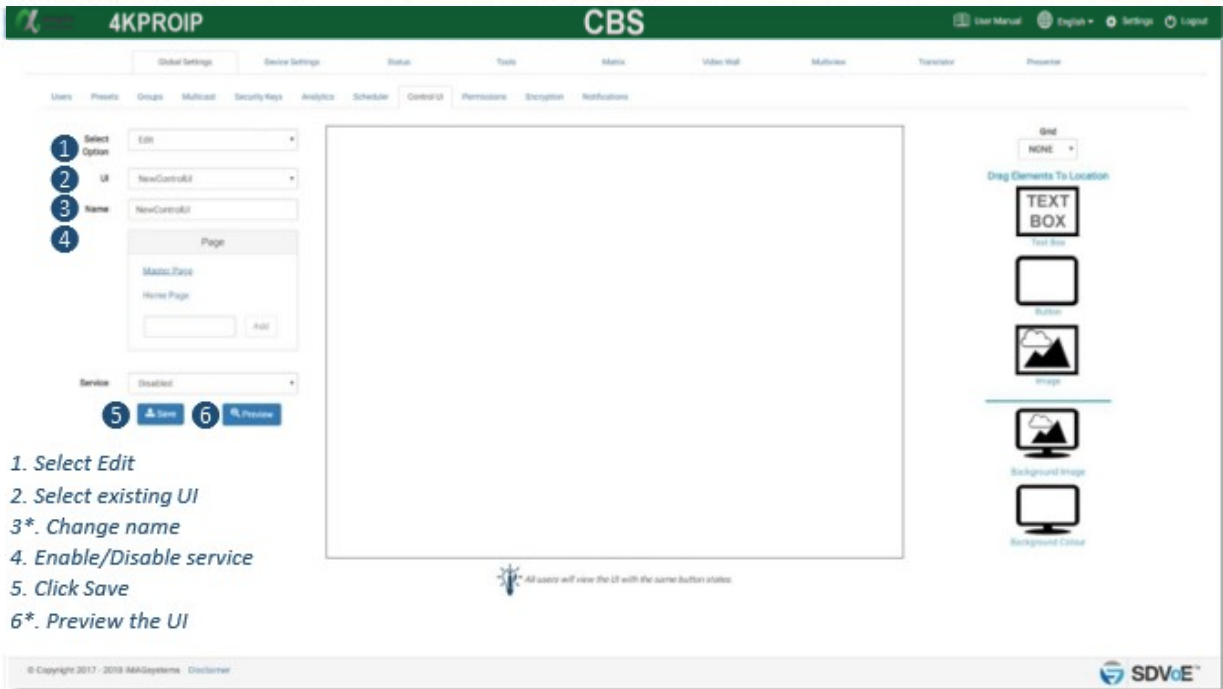 4KPROIP
CBS
User Manual
English
Settings
Logout
Global Settings
Device Settings
Status
Tools
Matrix
Video Wall
Multiview
Translator
Presenter
Users
Presets
Groups
Multicast
Security Keys
Analytics
Scheduler
Control UI
Permissions
Encryption
Notifications
1
Select
Option
Edit
2
UI
NewControlUI
3
Name
NewControlUI
4
Page
Master Page
Home Page
Add
Service
Disabled
5
Save
6
Preview
1. Select Edit
2. Select existing UI
3*. Change name
4. Enable/Disable service
5. Click Save
6*. Preview the UI
Grid
NONE
Drag Elements To Location
TEXT
BOX
Text Box
Button
Image
Background Image
Background Colour
All users will view the UI with the same button states.
© Copyright 2017 - 2018 IMAGsystems Disclaimer
SDVoE™